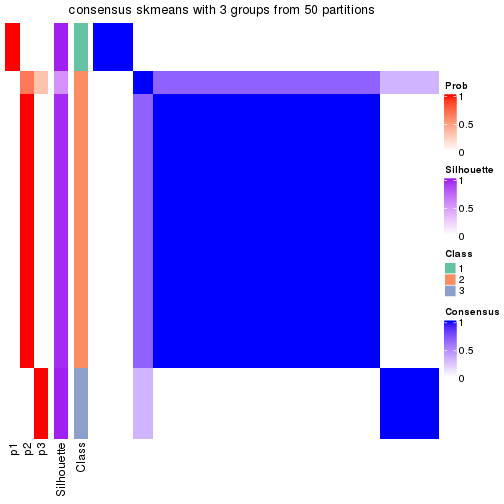 consensus skmeans with 3 groups from 50 partitions
Prob
1
0.5
0
Silhouette
1
0.5
0
Class
1
2
3
Consensus
1
0.5
0
p1
p2
p3
Silhouette
Class